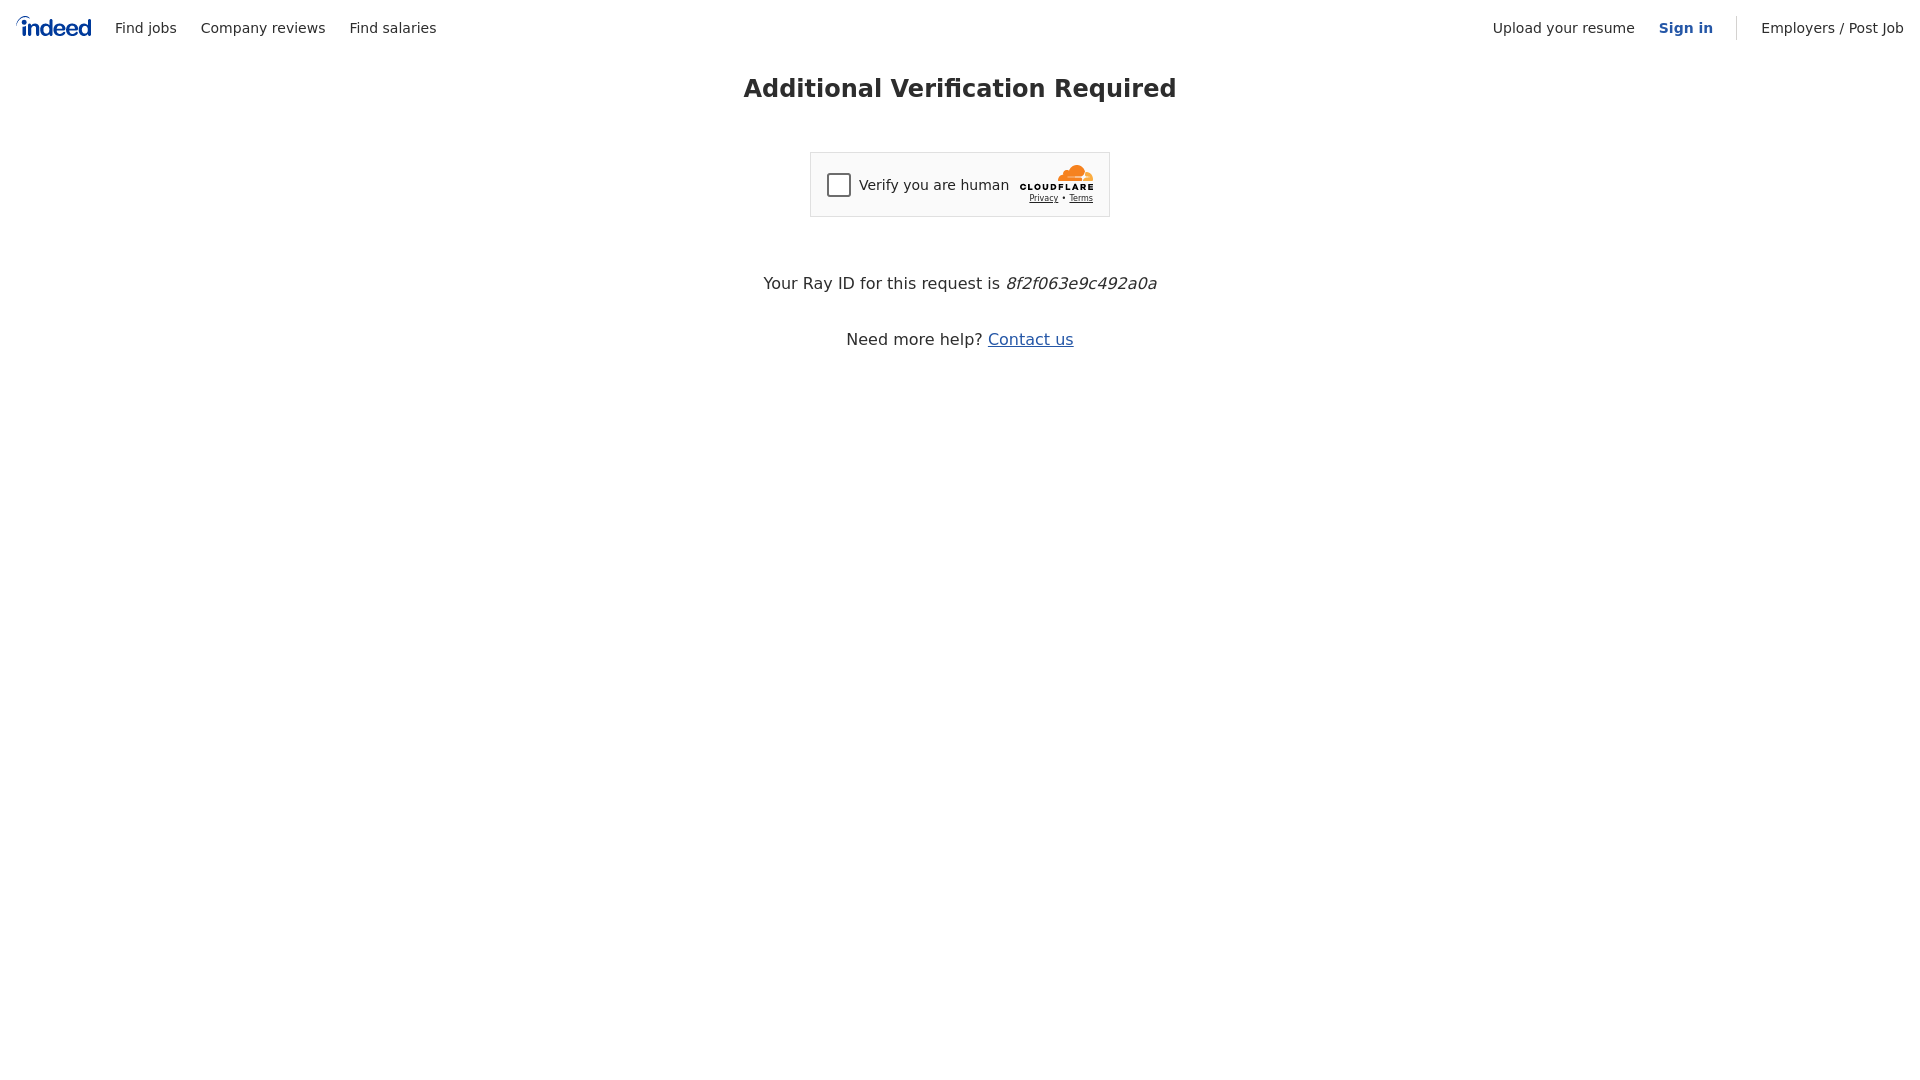 indeed Find jobs Company reviews Find salaries Upload your resume Sign in Employers / Post Job
Additional Verification Required
Verify you are human
CLOUDFLARE
Privacy • Terms
Your Ray ID for this request is 8f2f063e9c492a0a
Need more help? Contact us